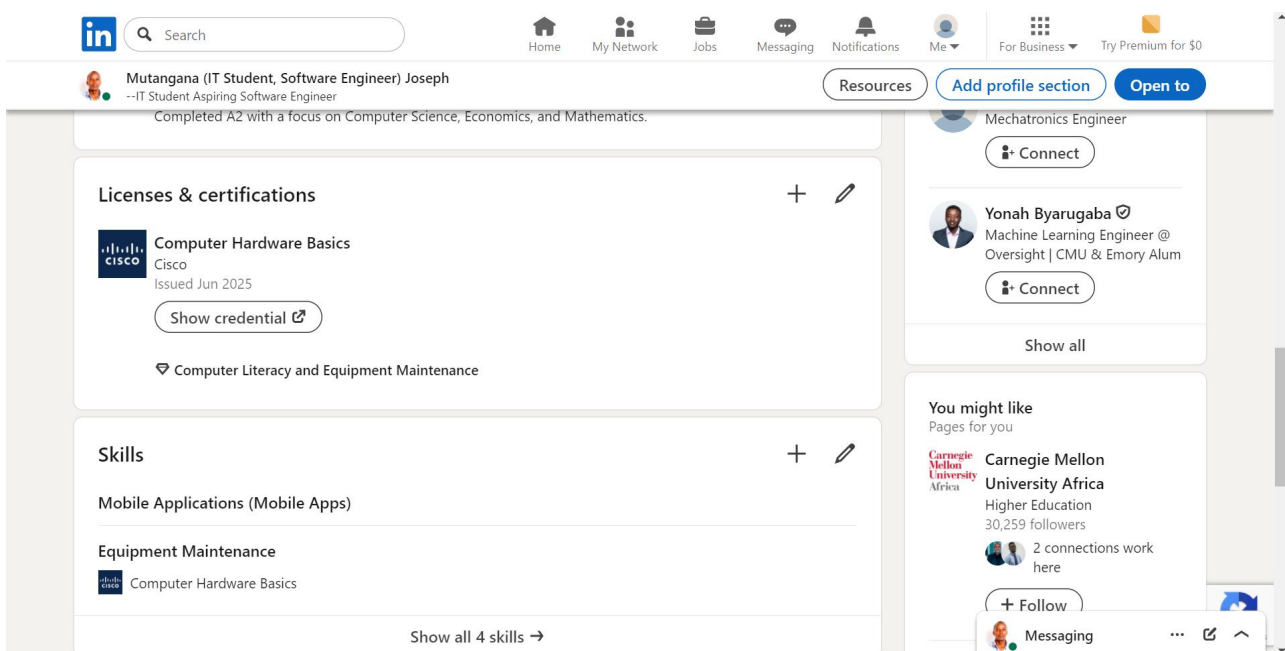 in
Search
Home
My Network
Jobs
Messaging
Notifications
Me
For Business
Try Premium for $0
Mutangana (IT Student, Software Engineer) Joseph
--IT Student Aspiring Software Engineer
Resources
Add profile section
Open to
Completed A2 with a focus on Computer Science, Economics, and Mathematics.
Licenses & certifications
CISCO
Computer Hardware Basics
Cisco
Issued Jun 2025
Show credential
Computer Literacy and Equipment Maintenance
Skills
Mobile Applications (Mobile Apps)
Equipment Maintenance
CISCO
Computer Hardware Basics
Show all 4 skills →
Mechatronics Engineer
Connect
Yonah Byarugaba
Machine Learning Engineer @
Oversight | CMU & Emory Alum
Connect
Show all
You might like
Pages for you
Carnegie
Mellon
University
Africa
Carnegie Mellon
University Africa
Higher Education
30,259 followers
2 connections work
here
+ Follow
Messaging